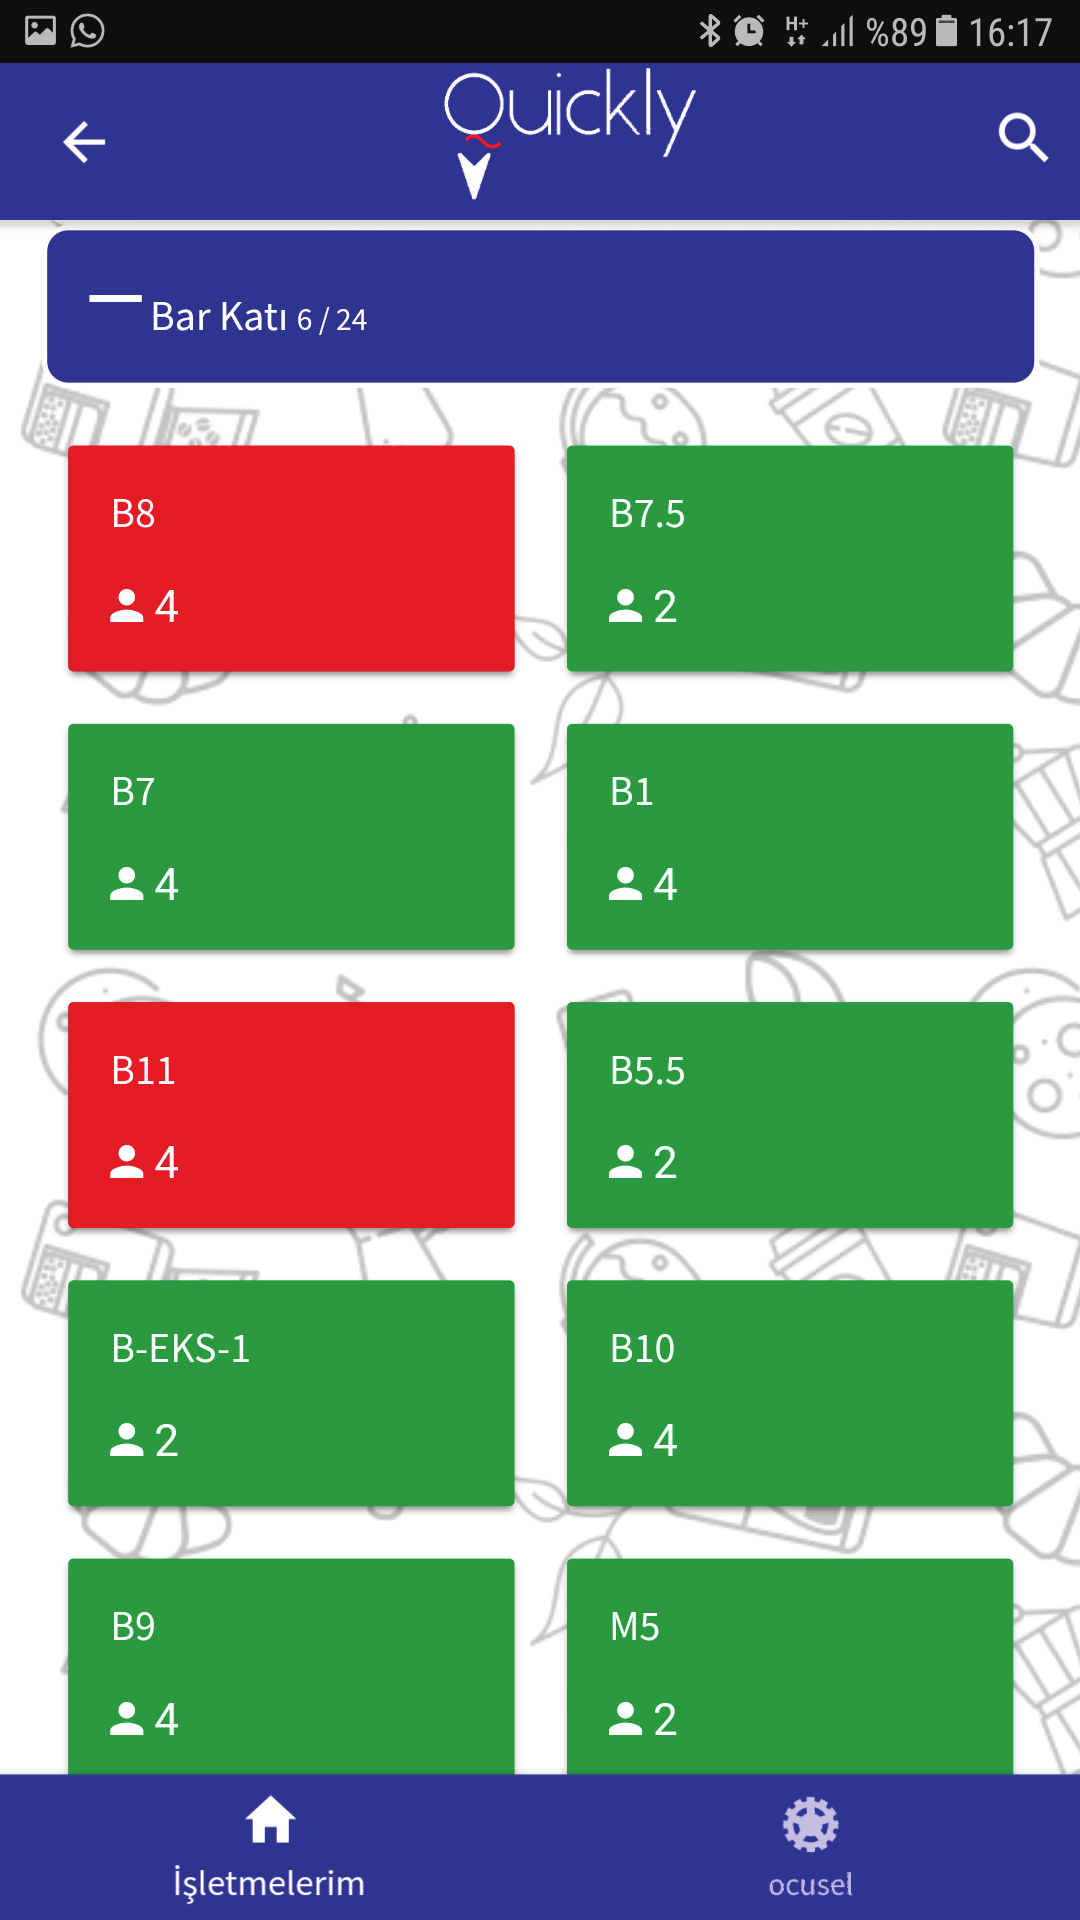 H+ %89 16:17
Quickly
Bar Katı 6 / 24
B8
4
B7.5
2
B7
4
B1
4
B11
4
B5.5
2
B-EKS-1
2
B10
4
B9
4
M5
2
İşletmelerim
ocusel